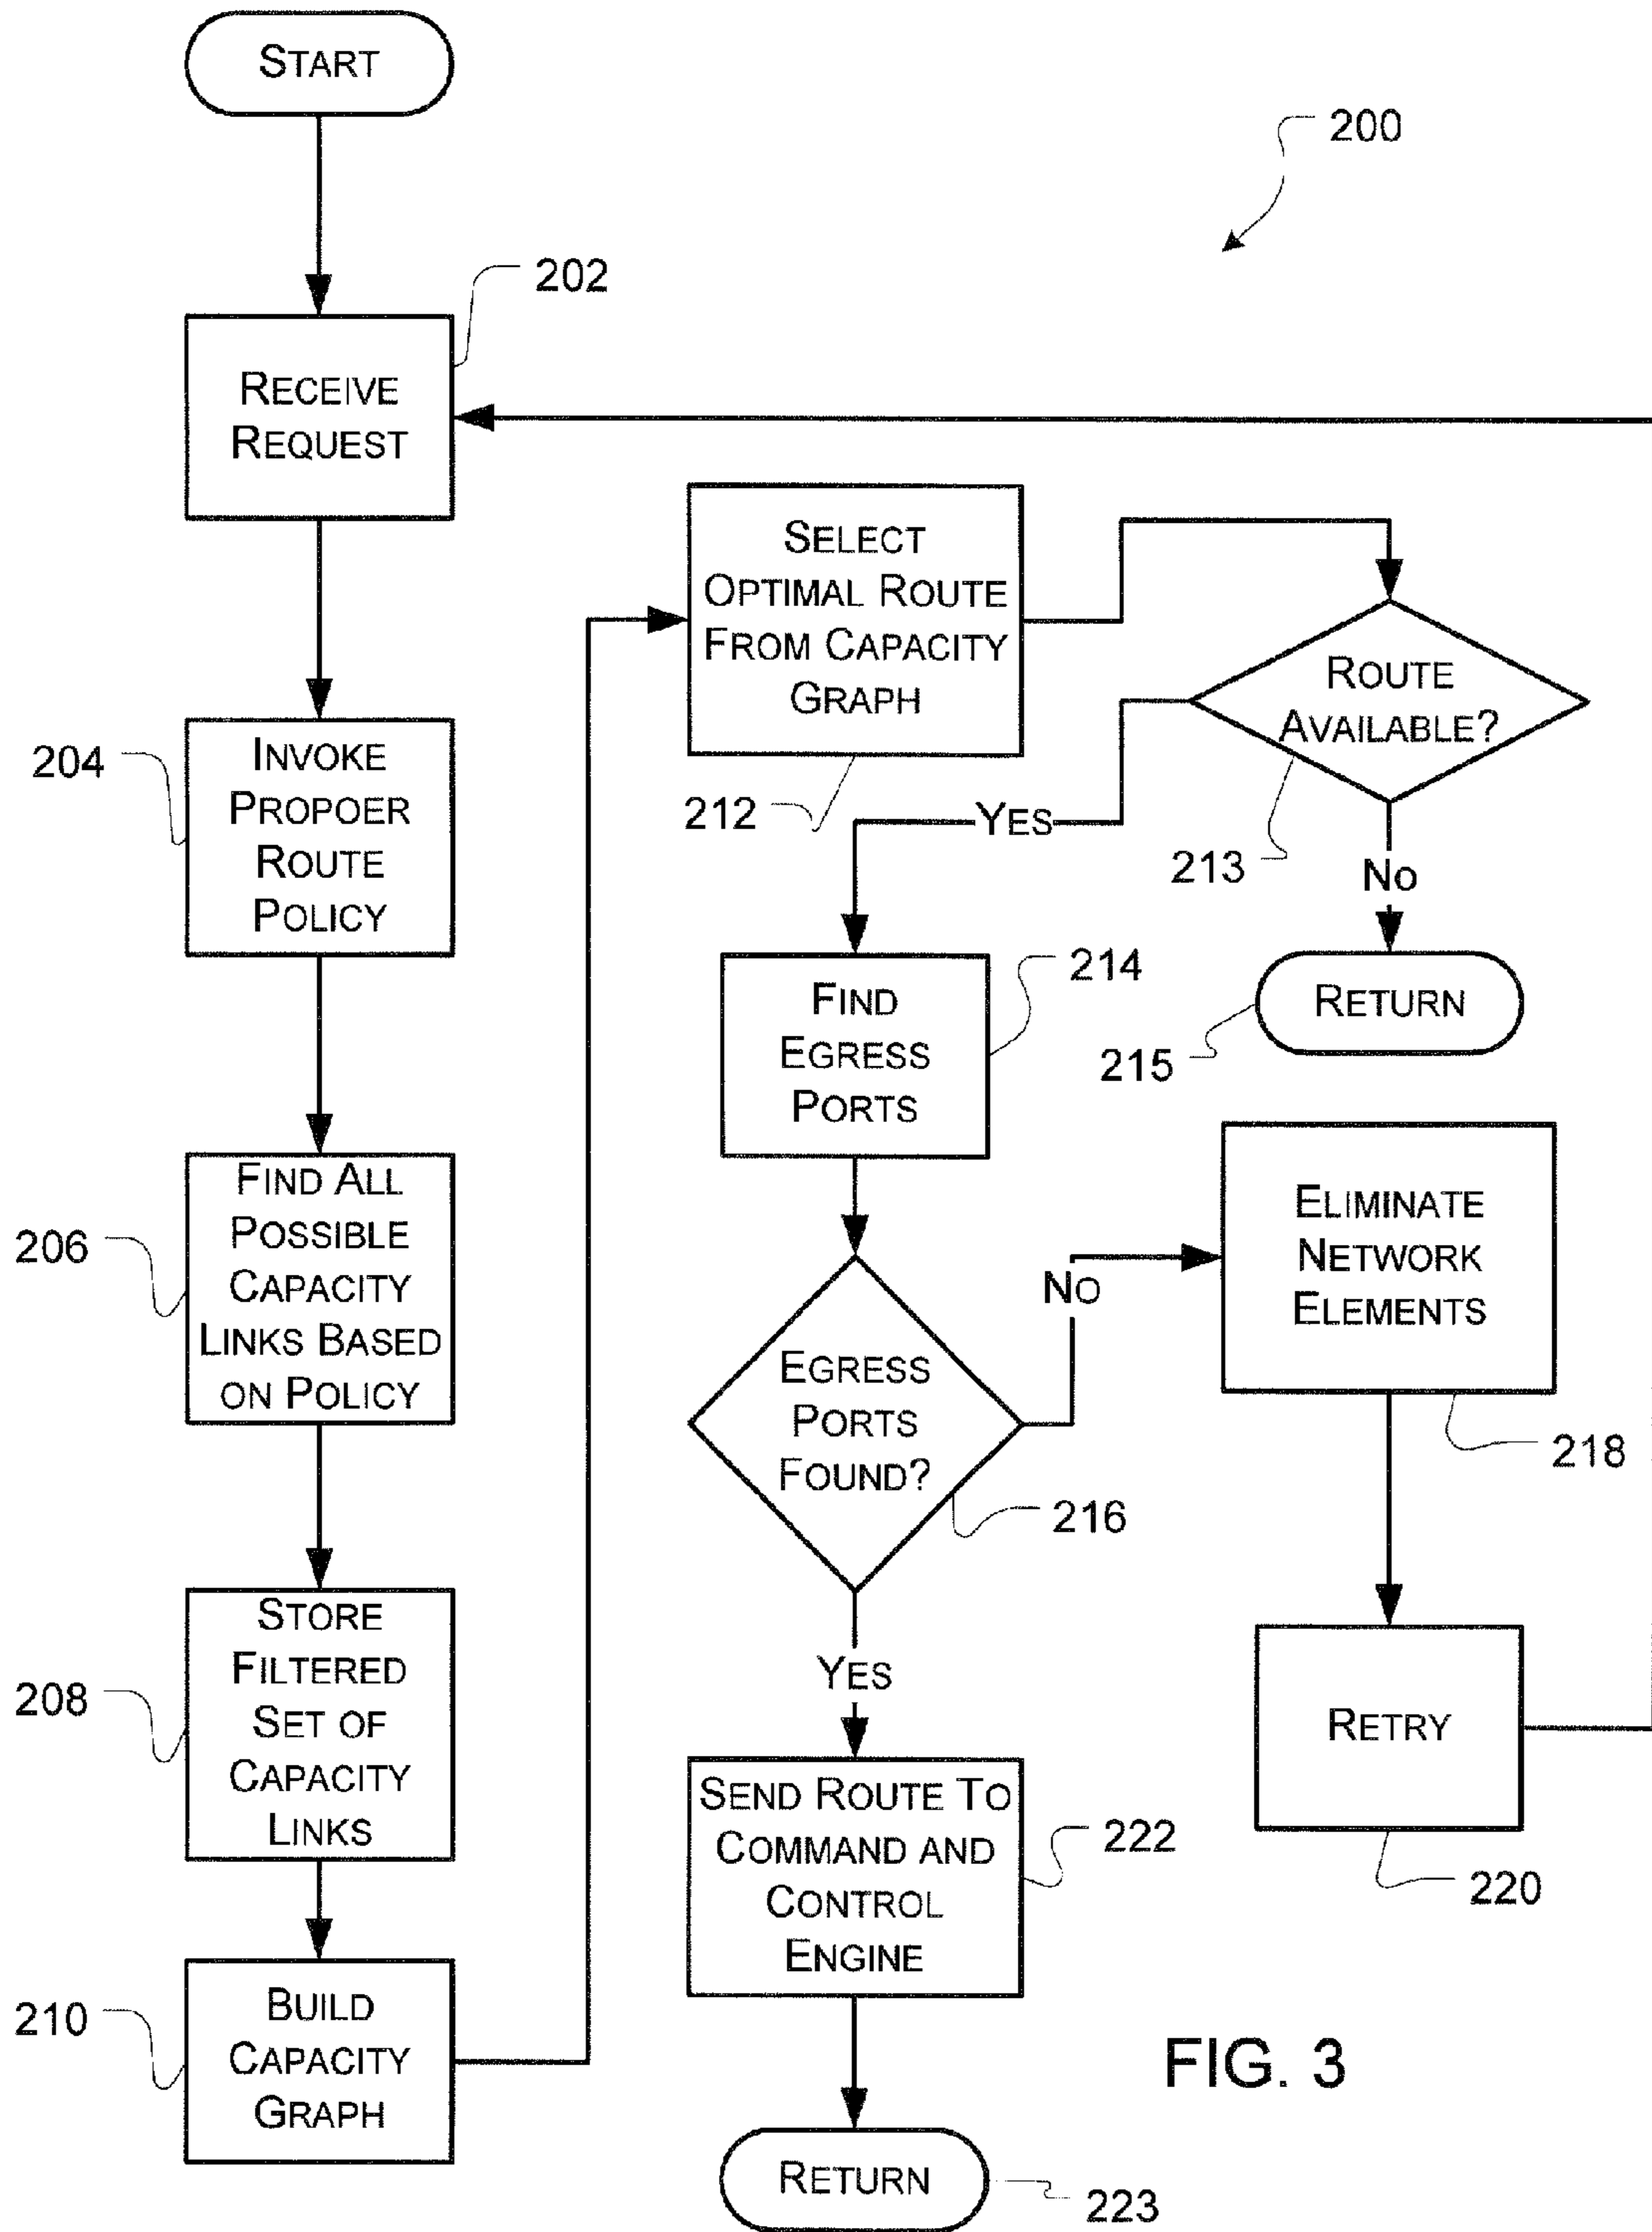 START
200
202
RECEIVE
REQUEST
204
INVOKE
PROPOER
ROUTE
POLICY
206
FIND ALL
POSSIBLE
CAPACITY
LINKS BASED
ON POLICY
208
STORE
FILTERED
SET OF
CAPACITY
LINKS
210
BUILD
CAPACITY
GRAPH
SELECT
OPTIMAL ROUTE
FROM CAPACITY
GRAPH
212
ROUTE
AVAILABLE?
213
YES
NO
RETURN
215
FIND
EGRESS
PORTS
214
EGRESS
PORTS
FOUND?
216
NO
ELIMINATE
NETWORK
ELEMENTS
218
RETRY
220
YES
SEND ROUTE TO
COMMAND AND
CONTROL
ENGINE
222
RETURN
223
FIG. 3